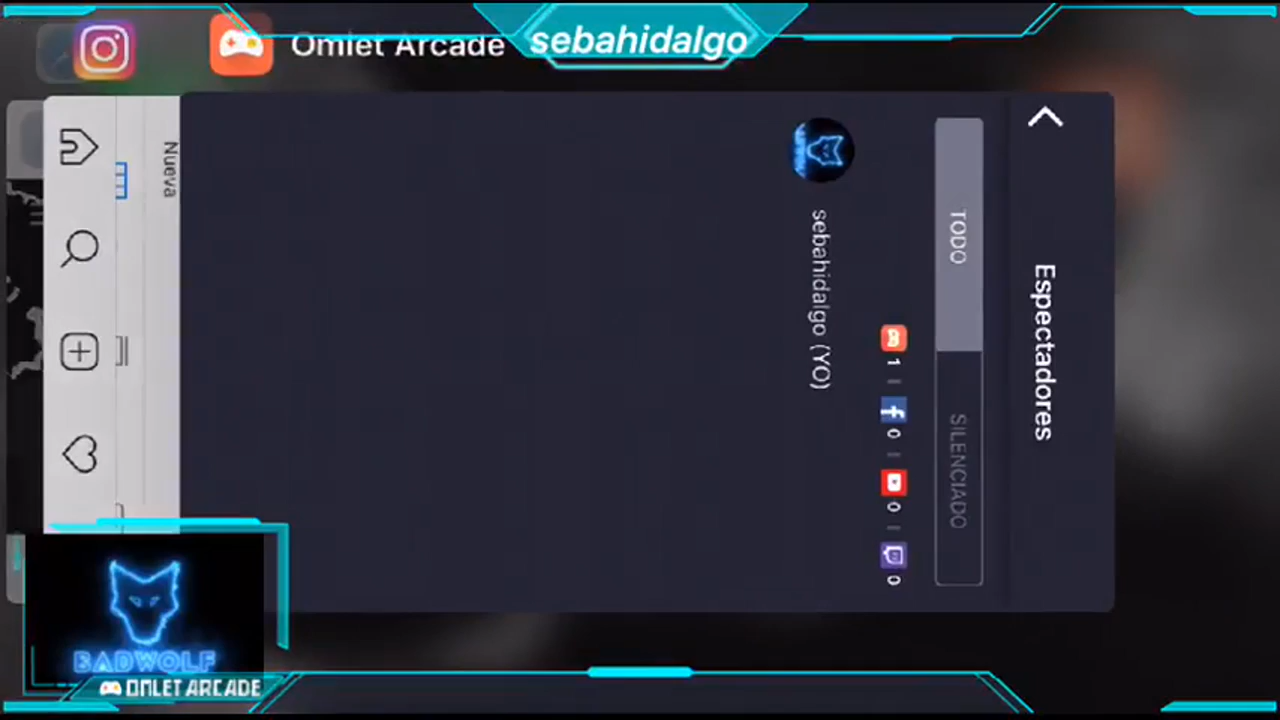 Omlet Arcade
sebahidalgo
Nueva
Espectadores
TODO
SILENCIADO
1
0
0
0
sebahidalgo (YO)
BADWOLF
OMLET ARCADE